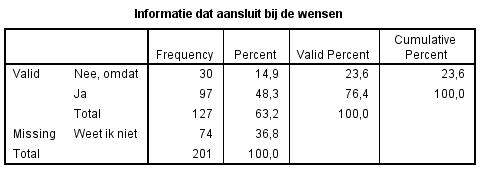 Informatie dat aansluit bij de wensen
Frequency Percent Valid Percent Cumulative Percent
Valid Nee, omdat 30 14,9 23,6 23,6
Ja 97 48,3 76,4 100,0
Total 127 63,2 100,0
Missing Weet ik niet 74 36,8
Total 201 100,0